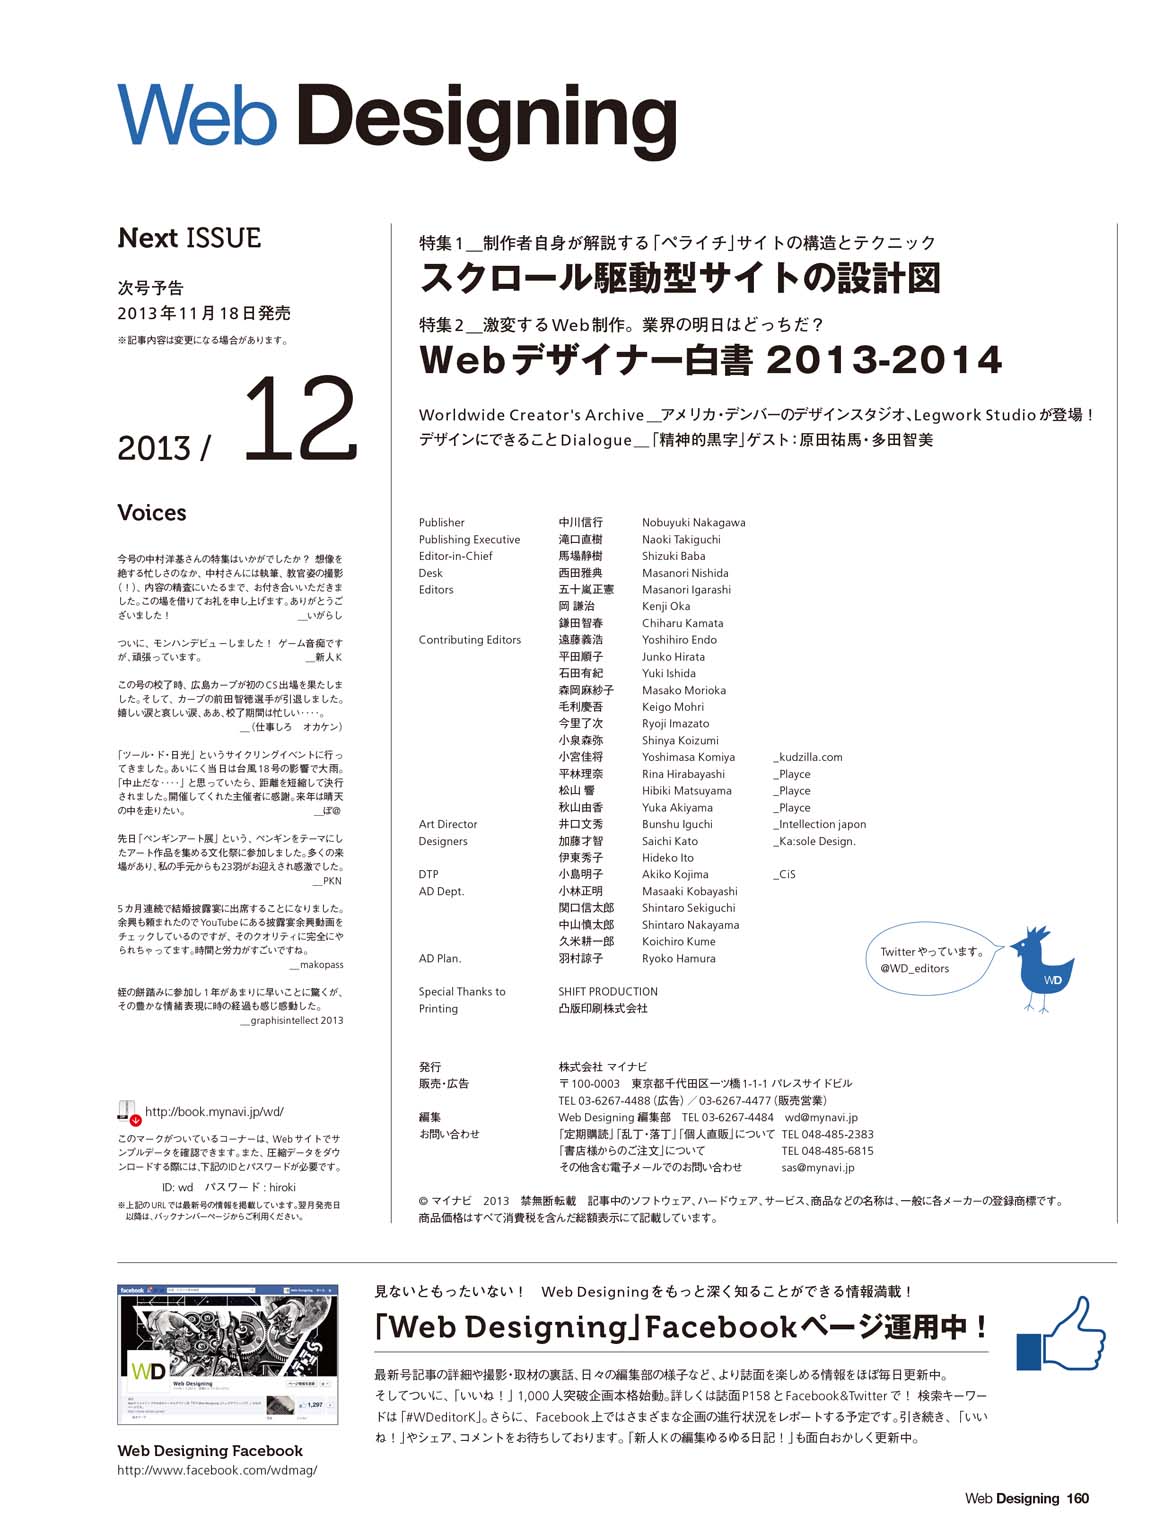 Web Designing
Next ISSUE
次号予告
2013年11月18日発売
※記事内容は変更になる場合があります。
2013 / 12
特集1__制作者自身が解説する「ペライチ」サイトの構造とテクニック
スクロール駆動型サイトの設計図
特集2__激変するWeb制作。業界の明日はどっちだ？
Webデザイナー白書 2013-2014
Worldwide Creator's Archive__アメリカ・デンバーのデザインスタジオ、Legwork Studioが登場！
デザインにできることDialogue__「精神的黒字」ゲスト：原田祐馬・多田智美
Voices
今号の中村洋基さんの特集はいかがでしたか？ 想像を
絶する忙しさのなか、中村さんには執筆、教官姿の撮影
（！）、内容の精査にいたるまで、お付き合いいただきま
した。この場を借りてお礼を申し上げます。ありがとうご
ざいました！ __いがらし
ついに、モンハンデビューしました！ ゲーム音痴です
が、頑張っています。 __新人K
この号の校了時、広島カープが初のCS出場を果たしま
した。そして、カープの前田智徳選手が引退しました。
嬉しい涙と哀しい涙、ああ、校了期間は忙しい‥‥。
__（仕事しろ　オカケン）
「ツール・ド・日光」というサイクリングイベントに行っ
てきました。あいにく当日は台風18号の影響で大雨。
「中止だな‥‥」と思っていたら、距離を短縮して決行
されました。開催してくれた主催者に感謝。来年は晴天
の中を走りたい。 __ぽ@
先日「ペンギンアート展」という、ペンギンをテーマにし
たアート作品を集める文化祭に参加しました。多くの来
場があり、私の手元からも23羽がお迎えされ感激でした。
__PKN
5カ月連続で結婚披露宴に出席することになりました。
余興も頼まれたのでYouTubeにある披露宴余興動画を
チェックしているのですが、そのクオリティに完全にや
られちゃってます。時間と労力がすごいですね。
__makopass
姪の餅踏みに参加し1年があまりに早いことに驚くが、
その豊かな情緒表現に時の経過も感じ感動した。
__graphisintellect 2013
Publisher 中川信行 Nobuyuki Nakagawa
Publishing Executive 滝口直樹 Naoki Takiguchi
Editor-in-Chief 馬場静樹 Shizuki Baba
Desk 西田雅典 Masanori Nishida
Editors 五十嵐正憲 Masanori Igarashi
岡 謙治 Kenji Oka
鎌田智春 Chiharu Kamata
Contributing Editors 遠藤義浩 Yoshihiro Endo
平田順子 Junko Hirata
石田有紀 Yuki Ishida
森岡麻紗子 Masako Morioka
毛利慶吾 Keigo Mohri
今里了次 Ryoji Imazato
小泉森弥 Shinya Koizumi
小宮佳将 Yoshimasa Komiya _kudzilla.com
平林理奈 Rina Hirabayashi _Playce
松山 響 Hibiki Matsuyama _Playce
秋山由香 Yuka Akiyama _Playce
Art Director 井口文秀 Bunshu Iguchi _Intellection japon
Designers 加藤才智 Saichi Kato _Ka:sole Design.
伊東秀子 Hideko Ito
DTP 小島明子 Akiko Kojima _CiS
AD Dept. 小林正明 Masaaki Kobayashi
関口信太郎 Shintaro Sekiguchi
中山慎太郎 Shintaro Nakayama
久米耕一郎 Koichiro Kume
AD Plan. 羽村諒子 Ryoko Hamura
Special Thanks to SHIFT PRODUCTION
Printing 凸版印刷株式会社
Twitterやっています。
@WD_editors
WD
発行 株式会社 マイナビ
販売・広告 〒100-0003　東京都千代田区一ツ橋1-1-1 パレスサイドビル
TEL 03-6267-4488（広告）／03-6267-4477（販売営業）
編集 Web Designing 編集部　TEL 03-6267-4484　wd@mynavi.jp
お問い合わせ 「定期購読」「乱丁・落丁」「個人直販」について TEL 048-485-2383
「書店様からのご注文」について TEL 048-485-6815
その他含む電子メールでのお問い合わせ sas@mynavi.jp
© マイナビ　2013　禁無断転載　記事中のソフトウェア、ハードウェア、サービス、商品などの名称は、一般に各メーカーの登録商標です。
商品価格はすべて消費税を含んだ総額表示にて記載しています。
http://book.mynavi.jp/wd/
このマークがついているコーナーは、Webサイトでサ
ンプルデータを確認できます。また、圧縮データをダウ
ンロードする際には、下記のIDとパスワードが必要です。
ID: wd　パスワード : hiroki
※上記のURLでは最新号の情報を掲載しています。翌月発売日
以降は、バックナンバーページからご利用ください。
facebook
WD
Web Designing
1,297
Web Designing Facebook
http://www.facebook.com/wdmag/
見ないともったいない！　Web Designingをもっと深く知ることができる情報満載！
「Web Designing」Facebookページ運用中！
最新号記事の詳細や撮影・取材の裏話、日々の編集部の様子など、より誌面を楽しめる情報をほぼ毎日更新中。
そしてついに、「いいね！」1,000人突破企画本格始動。詳しくは誌面P158とFacebook&Twitterで！ 検索キーワー
ドは「#WDeditorK」。さらに、Facebook上ではさまざまな企画の進行状況をレポートする予定です。引き続き、「いい
ね！」やシェア、コメントをお待ちしております。「新人Kの編集ゆるゆる日記！」も面白おかしく更新中。
Web Designing 160